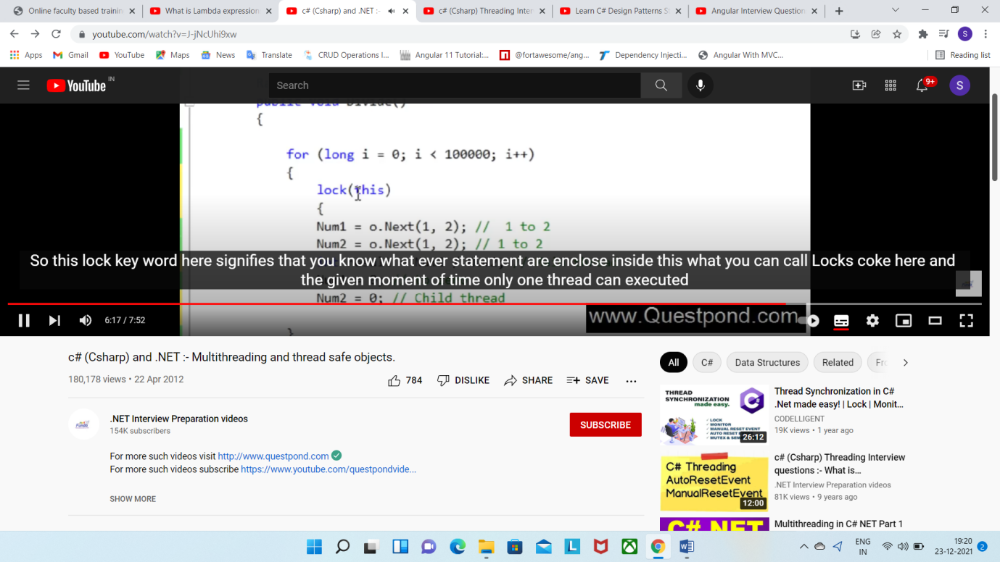 Online faculty based trainin
What is Lambda expression
c# (Csharp) and .NET :-
c# (Csharp) Threading Inter
Learn C# Design Patterns S
Angular Interview Question
youtube.com/watch?v=J-jNcUhi9xw
S
Apps
Gmail
YouTube
Maps
News
Translate
CRUD Operations I...
Angular 11 Tutorial:...
@fortawesome/ang...
Dependency Injecti...
Angular With MVC...
Reading list
YouTube IN
Search
9+
S
public void Divide()
{
for (long i = 0; i < 100000; i++)
{
lock(this)
{
Num1 = o.Next(1, 2); // 1 to 2
Num2 = o.Next(1, 2); // 1 to 2
So this lock key word here signifies that you know what ever statement are enclose inside this what you can call Locks coke here and
the given moment of time only one thread can executed
Num2 = 0; // Child thread
}
www.Questpond.com
6:17 / 7:52
c# (Csharp) and .NET :- Multithreading and thread safe objects.
180,178 views • 22 Apr 2012
784
DISLIKE
SHARE
SAVE
.NET Interview Preparation videos
154K subscribers
SUBSCRIBE
For more such videos visit http://www.questpond.com
For more such videos subscribe https://www.youtube.com/questpondvide...
SHOW MORE
All
C#
Data Structures
Related
Fr
THREAD
SYNCHRONIZATION
made easy.
LOCK
MONITOR
MANUAL RESET EVENT
AUTO RESET
MUTEX & SEM
26:12
Thread Synchronization in C#
.Net made easy! | Lock | Monit...
CODELLIGENT
19K views • 1 year ago
C# Threading
AutoResetEvent
ManualResetEvent
12:00
c# (Csharp) Threading Interview
questions :- What is...
.NET Interview Preparation videos
81K views • 9 years ago
C# .NET
Multithreading in C# NET Part 1
ENG
IN
19:20
23-12-2021
2